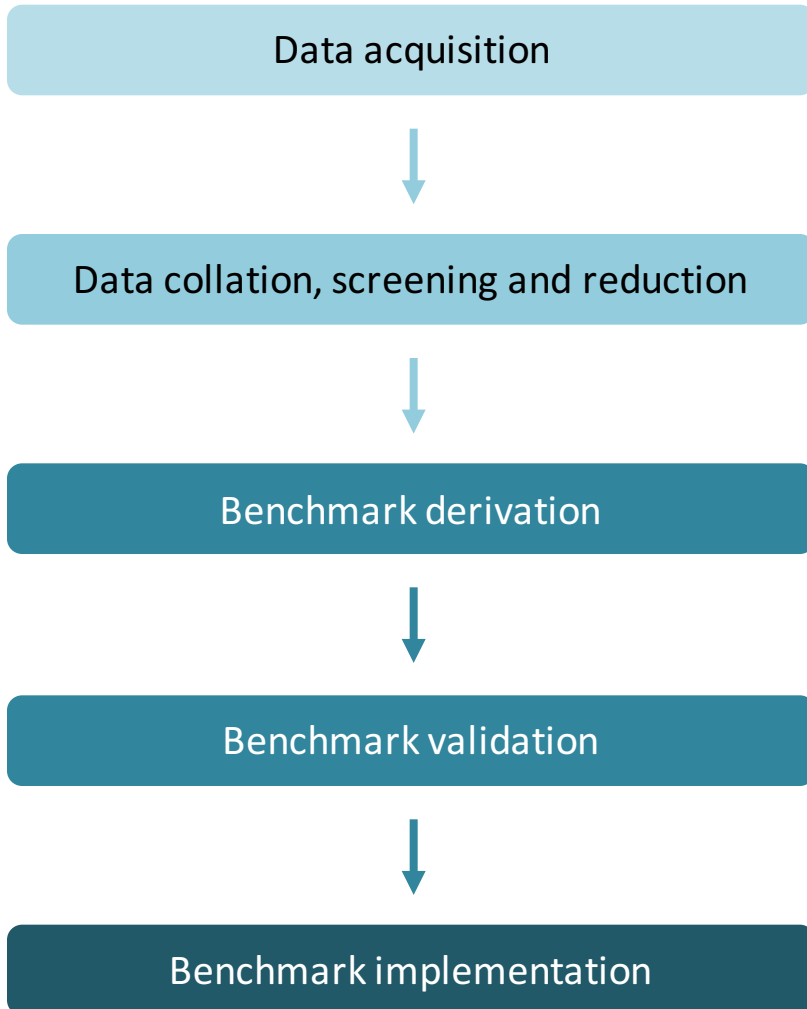 Data acquisition
Data collation, screening and reduction
Benchmark derivation
Benchmark validation
Benchmark implementation